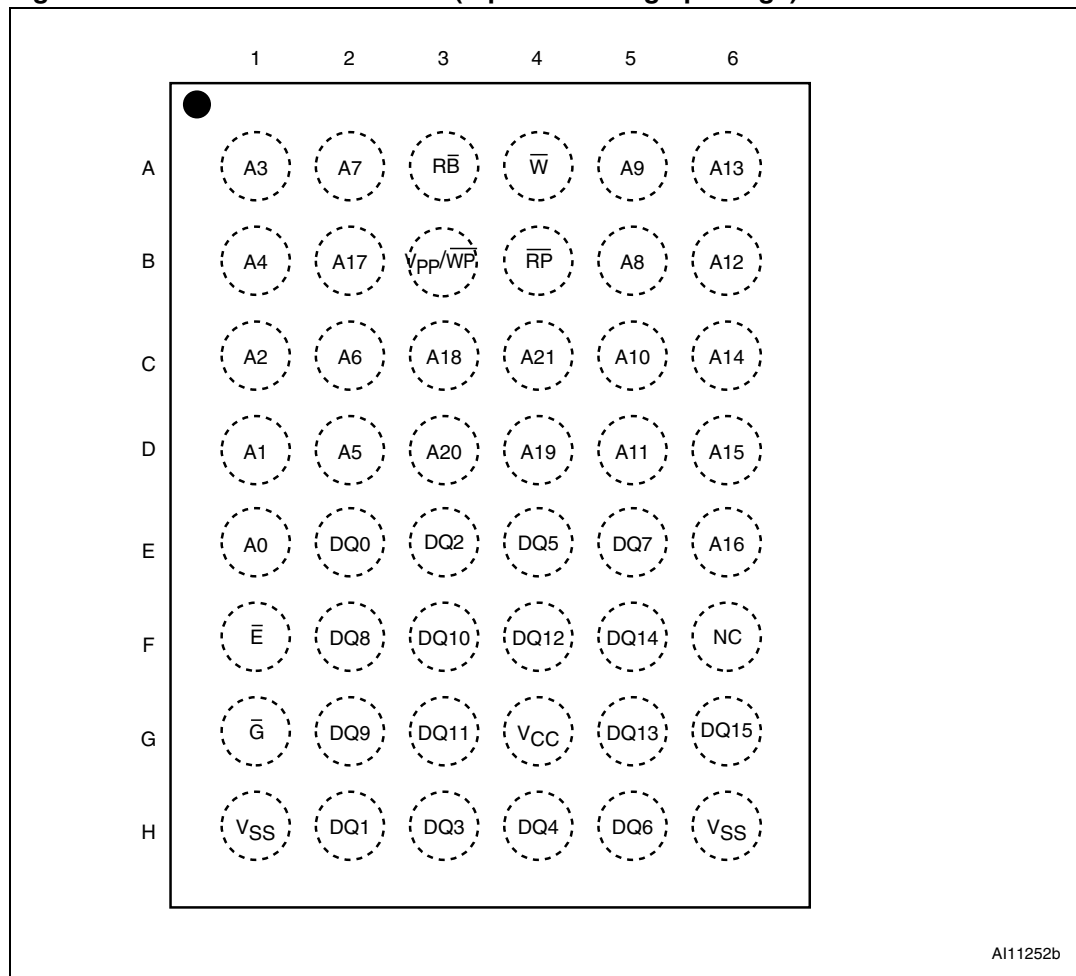 1 2 3 4 5 6
A A3 A7 RB̅ W̅ A9 A13
B A4 A17 VPP/W̅P̅ R̅P̅ A8 A12
C A2 A6 A18 A21 A10 A14
D A1 A5 A20 A19 A11 A15
E A0 DQ0 DQ2 DQ5 DQ7 A16
F E̅ DQ8 DQ10 DQ12 DQ14 NC
G G̅ DQ9 DQ11 VCC DQ13 DQ15
H VSS DQ1 DQ3 DQ4 DQ6 VSS
AI11252b